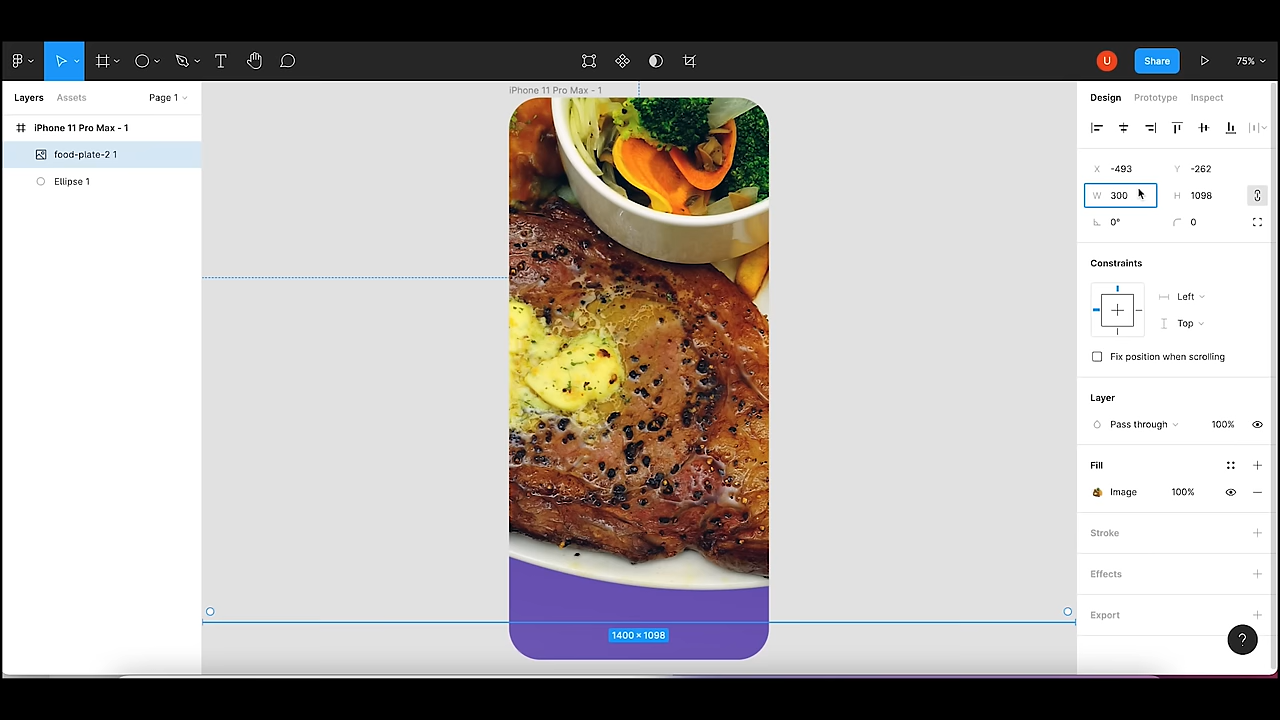 75%
Share
U
T
Layers
Assets
Page 1
iPhone 11 Pro Max - 1
food-plate-2 1
Ellipse 1
iPhone 11 Pro Max - 1
1400 × 1098
Design
Prototype
Inspect
X -493
Y -262
W 300
H 1098
0°
0
Constraints
Left
Top
Fix position when scrolling
Layer
Pass through
100%
Fill
Image
100%
Stroke
Effects
Export
?